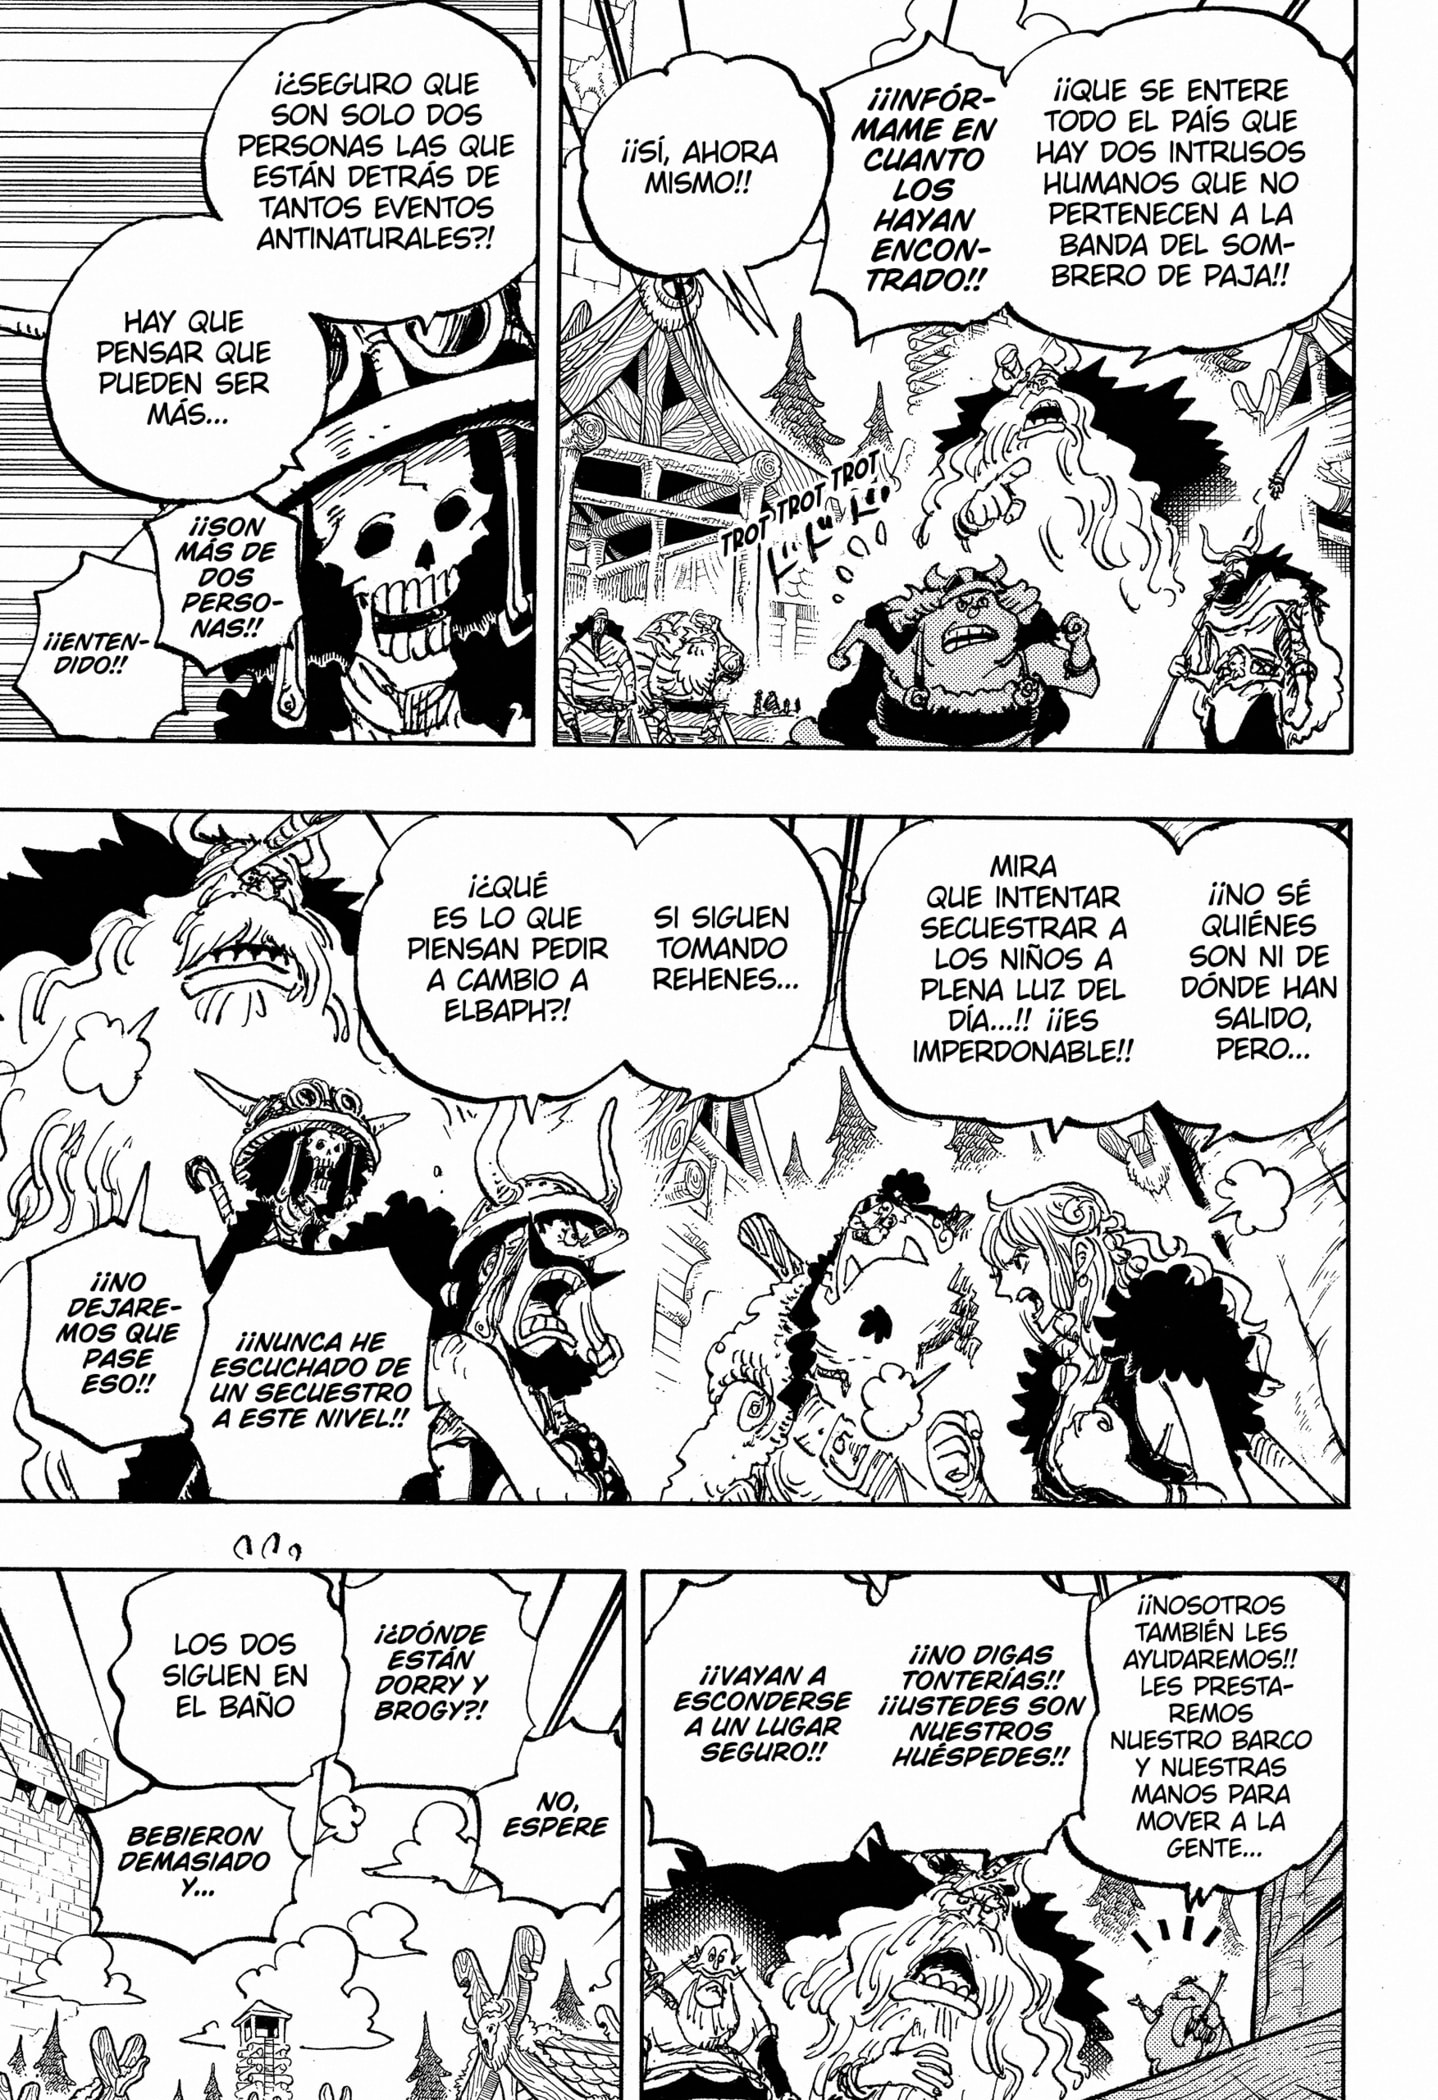 ¡¡QUE SE ENTERE
TODO EL PAÍS QUE
HAY DOS INTRUSOS
HUMANOS QUE NO
PERTENECEN A LA
BANDA DEL SOM-
BRERO DE PAJA!!
¡¡INFÓR-
MAME EN
CUANTO
LOS
HAYAN
ENCON-
TRADO!!
¡¡SÍ, AHORA
MISMO!!
TROT TROT TROT TROT
¡¿SEGURO QUE
SON SOLO DOS
PERSONAS LAS QUE
ESTÁN DETRÁS DE
TANTOS EVENTOS
ANTINATURALES?!
HAY QUE
PENSAR QUE
PUEDEN SER
MÁS...
¡¡SON
MÁS DE
DOS
PERSO-
NAS!!
¡¡ENTEN-
DIDO!!
¡¡NO SÉ
QUIÉNES
SON NI DE
DÓNDE HAN
SALIDO,
PERO...
MIRA
QUE INTENTAR
SECUESTRAR A
LOS NIÑOS A
PLENA LUZ DEL
DÍA...!! ¡¡ES
IMPERDONABLE!!
SI SIGUEN
TOMANDO
REHENES...
¡¿QUÉ
ES LO QUE
PIENSAN PEDIR
A CAMBIO A
ELBAPH?!
¡¡NUNCA HE
ESCUCHADO DE
UN SECUESTRO
A ESTE NIVEL!!
¡¡NO
DEJARE-
MOS QUE
PASE
ESO!!
¡¡NOSOTROS
TAMBIÉN LES
AYUDAREMOS!!
LES PRESTA-
REMOS
NUESTRO BARCO
Y NUESTRAS
MANOS PARA
MOVER A LA
GENTE...
¡¡NO DIGAS
TONTERÍAS!!
¡¡USTEDES SON
NUESTROS
HUÉSPEDES!!
¡¡VAYAN A
ESCONDERSE
A UN LUGAR
SEGURO!!
¡¿DÓNDE
ESTÁN
DORRY Y
BROGY?!
NO,
ESPERE
LOS DOS
SIGUEN EN
EL BAÑO
BEBIERON
DEMASIADO
Y...